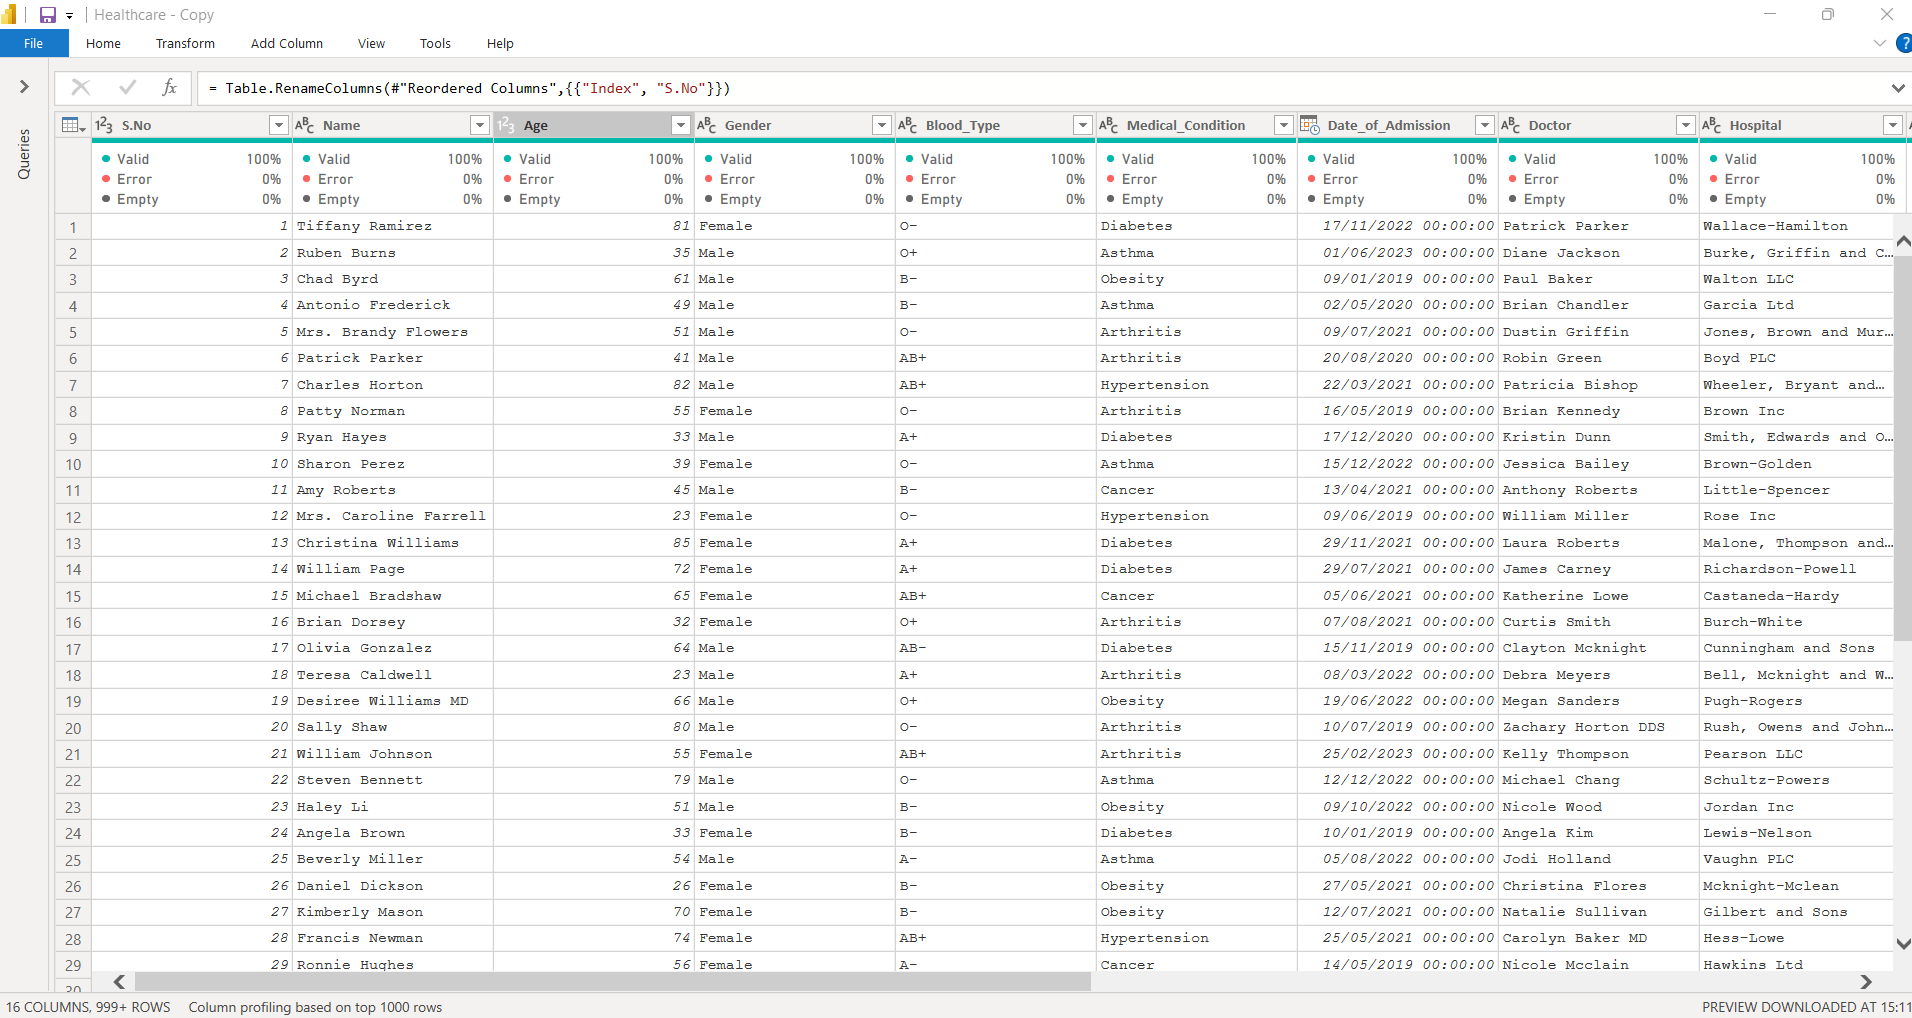 Healthcare - Copy
File Home Transform Add Column View Tools Help
?
fx = Table.RenameColumns(#"Reordered Columns",{{"Index", "S.No"}})
Queries
123 S.No ABC Name 123 Age ABC Gender ABC Blood_Type ABC Medical_Condition Date_of_Admission ABC Doctor ABC Hospital
Valid 100% Valid 100% Valid 100% Valid 100% Valid 100% Valid 100% Valid 100% Valid 100% Valid 100%
Error 0% Error 0% Error 0% Error 0% Error 0% Error 0% Error 0% Error 0% Error 0%
Empty 0% Empty 0% Empty 0% Empty 0% Empty 0% Empty 0% Empty 0% Empty 0% Empty 0%
1 1 Tiffany Ramirez 81 Female O- Diabetes 17/11/2022 00:00:00 Patrick Parker Wallace-Hamilton
2 2 Ruben Burns 35 Male O+ Asthma 01/06/2023 00:00:00 Diane Jackson Burke, Griffin and C...
3 3 Chad Byrd 61 Male B- Obesity 09/01/2019 00:00:00 Paul Baker Walton LLC
4 4 Antonio Frederick 49 Male B- Asthma 02/05/2020 00:00:00 Brian Chandler Garcia Ltd
5 5 Mrs. Brandy Flowers 51 Male O- Arthritis 09/07/2021 00:00:00 Dustin Griffin Jones, Brown and Mur...
6 6 Patrick Parker 41 Male AB+ Arthritis 20/08/2020 00:00:00 Robin Green Boyd PLC
7 7 Charles Horton 82 Male AB+ Hypertension 22/03/2021 00:00:00 Patricia Bishop Wheeler, Bryant and...
8 8 Patty Norman 55 Female O- Arthritis 16/05/2019 00:00:00 Brian Kennedy Brown Inc
9 9 Ryan Hayes 33 Male A+ Diabetes 17/12/2020 00:00:00 Kristin Dunn Smith, Edwards and O...
10 10 Sharon Perez 39 Female O- Asthma 15/12/2022 00:00:00 Jessica Bailey Brown-Golden
11 11 Amy Roberts 45 Male B- Cancer 13/04/2021 00:00:00 Anthony Roberts Little-Spencer
12 12 Mrs. Caroline Farrell 23 Female O- Hypertension 09/06/2019 00:00:00 William Miller Rose Inc
13 13 Christina Williams 85 Female A+ Diabetes 29/11/2021 00:00:00 Laura Roberts Malone, Thompson and...
14 14 William Page 72 Female A+ Diabetes 29/07/2021 00:00:00 James Carney Richardson-Powell
15 15 Michael Bradshaw 65 Female AB+ Cancer 05/06/2021 00:00:00 Katherine Lowe Castaneda-Hardy
16 16 Brian Dorsey 32 Female O+ Arthritis 07/08/2021 00:00:00 Curtis Smith Burch-White
17 17 Olivia Gonzalez 64 Male AB- Diabetes 15/11/2019 00:00:00 Clayton Mcknight Cunningham and Sons
18 18 Teresa Caldwell 23 Male A+ Arthritis 08/03/2022 00:00:00 Debra Meyers Bell, Mcknight and W...
19 19 Desiree Williams MD 66 Male O+ Obesity 19/06/2022 00:00:00 Megan Sanders Pugh-Rogers
20 20 Sally Shaw 80 Male O- Arthritis 10/07/2019 00:00:00 Zachary Horton DDS Rush, Owens and John...
21 21 William Johnson 55 Female AB+ Arthritis 25/02/2023 00:00:00 Kelly Thompson Pearson LLC
22 22 Steven Bennett 79 Male O- Asthma 12/12/2022 00:00:00 Michael Chang Schultz-Powers
23 23 Haley Li 51 Male B- Obesity 09/10/2022 00:00:00 Nicole Wood Jordan Inc
24 24 Angela Brown 33 Female B- Diabetes 10/01/2019 00:00:00 Angela Kim Lewis-Nelson
25 25 Beverly Miller 54 Male A- Asthma 05/08/2022 00:00:00 Jodi Holland Vaughn PLC
26 26 Daniel Dickson 26 Female B- Obesity 27/05/2021 00:00:00 Christina Flores Mcknight-Mclean
27 27 Kimberly Mason 70 Female B- Obesity 12/07/2021 00:00:00 Natalie Sullivan Gilbert and Sons
28 28 Francis Newman 74 Female AB+ Hypertension 25/05/2021 00:00:00 Carolyn Baker MD Hess-Lowe
29 29 Ronnie Hughes 56 Female A- Cancer 14/05/2019 00:00:00 Nicole Mcclain Hawkins Ltd
30
16 COLUMNS, 999+ ROWS Column profiling based on top 1000 rows PREVIEW DOWNLOADED AT 15:11